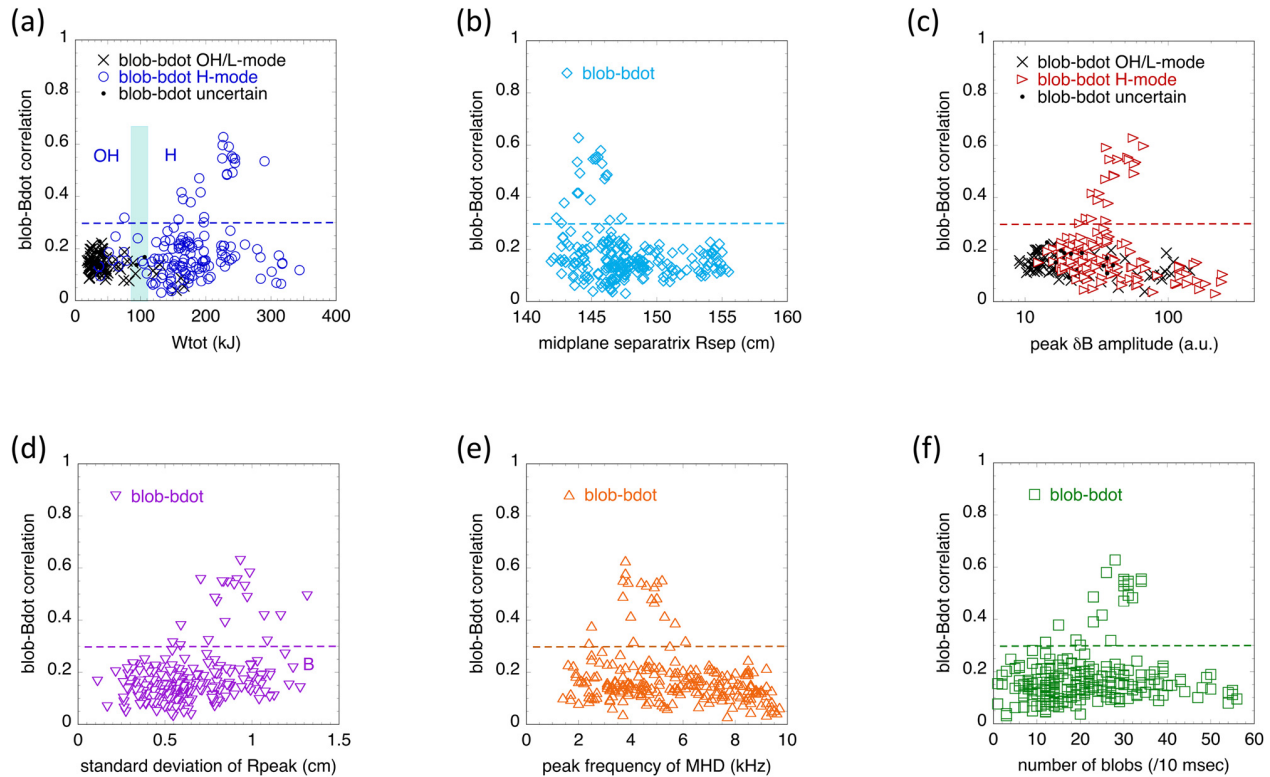 (a)
1
0.8
0.6
0.4
0.2
0
blob-Bdot correlation
blob-bdot OH/L-mode
blob-bdot H-mode
blob-bdot uncertain
OH
H
0 100 200 300 400
Wtot (kJ)
(b)
1
0.8
0.6
0.4
0.2
0
blob-Bdot correlation
blob-bdot
140 145 150 155 160
midplane separatrix Rsep (cm)
(c)
1
0.8
0.6
0.4
0.2
0
blob-Bdot correlation
blob-bdot OH/L-mode
blob-bdot H-mode
blob-bdot uncertain
10 100
peak δB amplitude (a.u.)
(d)
1
0.8
0.6
0.4
0.2
0
blob-Bdot correlation
blob-bdot
B
0 0.5 1 1.5
standard deviation of Rpeak (cm)
(e)
1
0.8
0.6
0.4
0.2
0
blob-Bdot correlation
blob-bdot
0 2 4 6 8 10
peak frequency of MHD (kHz)
(f)
1
0.8
0.6
0.4
0.2
0
blob-Bdot correlation
blob-bdot
0 10 20 30 40 50 60
number of blobs (/10 msec)